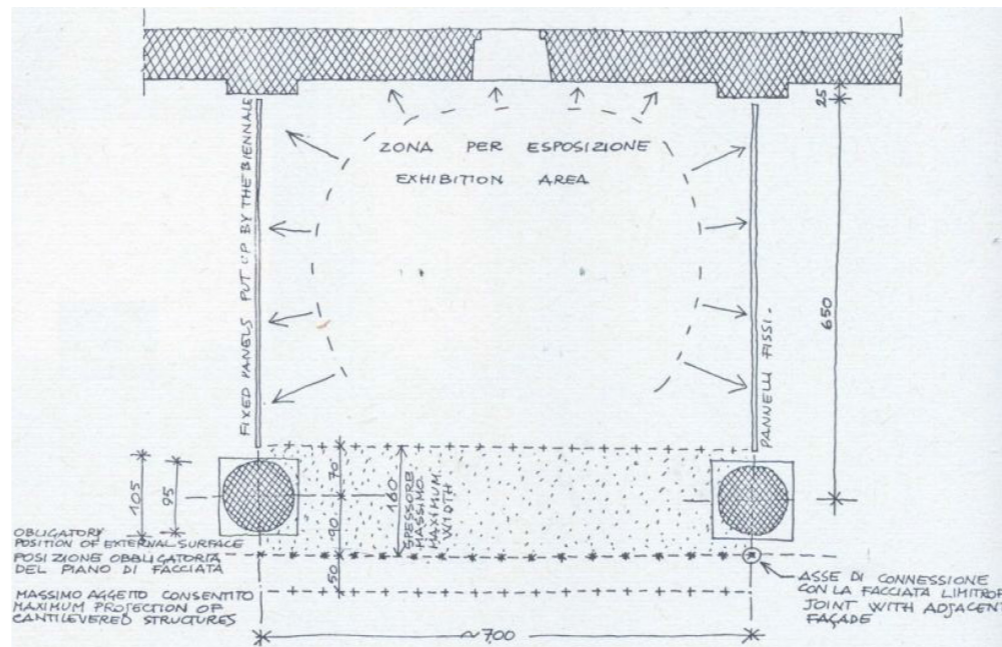 ZONA PER ESPOSIZIONE
EXHIBITION AREA
FIXED PANELS PUT UP BY THE BIENNALE
PANNELLI FISSI.
25
650
105
95
70
90
160
SPESSORE
MASSIMO
MAXIMUM
WIDTH
50
OBLIGATORY
POSITION OF EXTERNAL SURFACE
POSIZIONE OBBLIGATORIA
DEL PIANO DI FACCIATA
MASSIMO AGGETTO CONSENTITO
MAXIMUM PROJECTION OF
CANTILEVERED STRUCTURES
ASSE DI CONNESSIONE
CON LA FACCIATA LIMITROF
JOINT WITH ADJACENT
FAÇADE
~700